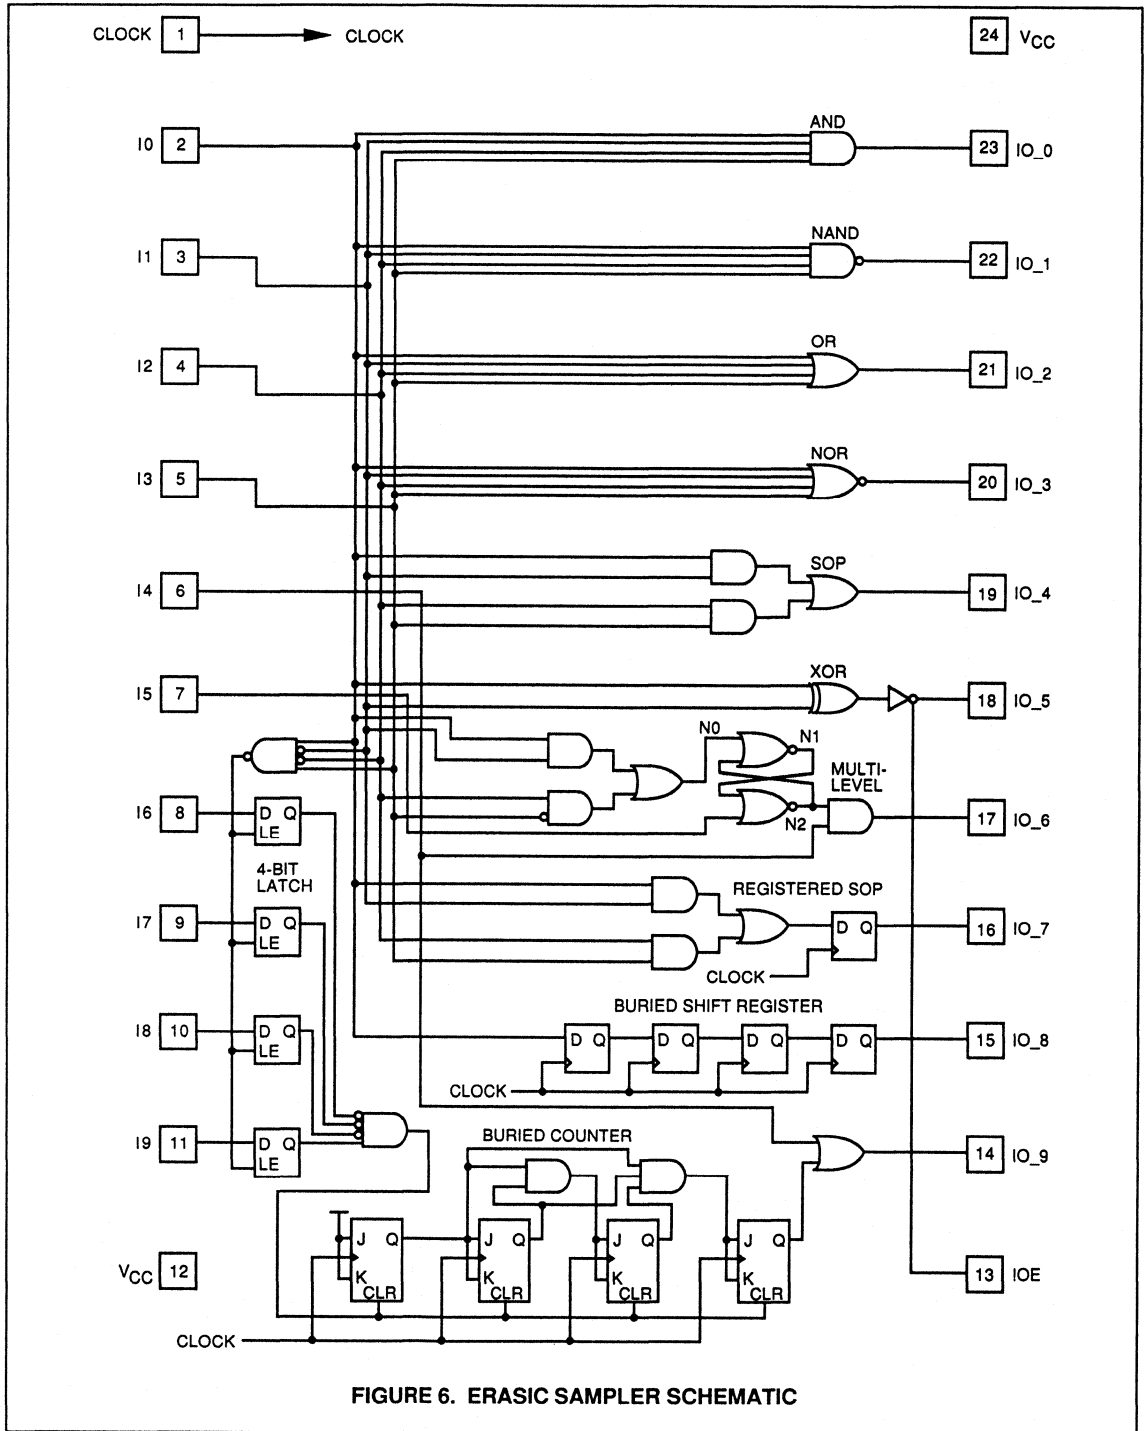 CLOCK 1 CLOCK 24 VCC
I0 2 AND 23 IO_0
I1 3 NAND 22 IO_1
I2 4 OR 21 IO_2
I3 5 NOR 20 IO_3
I4 6 SOP 19 IO_4
I5 7 XOR 18 IO_5
N0 N1
MULTI-
LEVEL
I6 8 D Q LE N2 17 IO_6
4-BIT
LATCH
REGISTERED SOP
I7 9 D Q LE D Q 16 IO_7
CLOCK
BURIED SHIFT REGISTER
I8 10 D Q LE D Q D Q D Q D Q 15 IO_8
CLOCK
BURIED COUNTER
I9 11 D Q LE 14 IO_9
J Q J Q J Q J Q
VCC 12 K K K K 13 IOE
CLR CLR CLR CLR
CLOCK
FIGURE 6. ERASIC SAMPLER SCHEMATIC